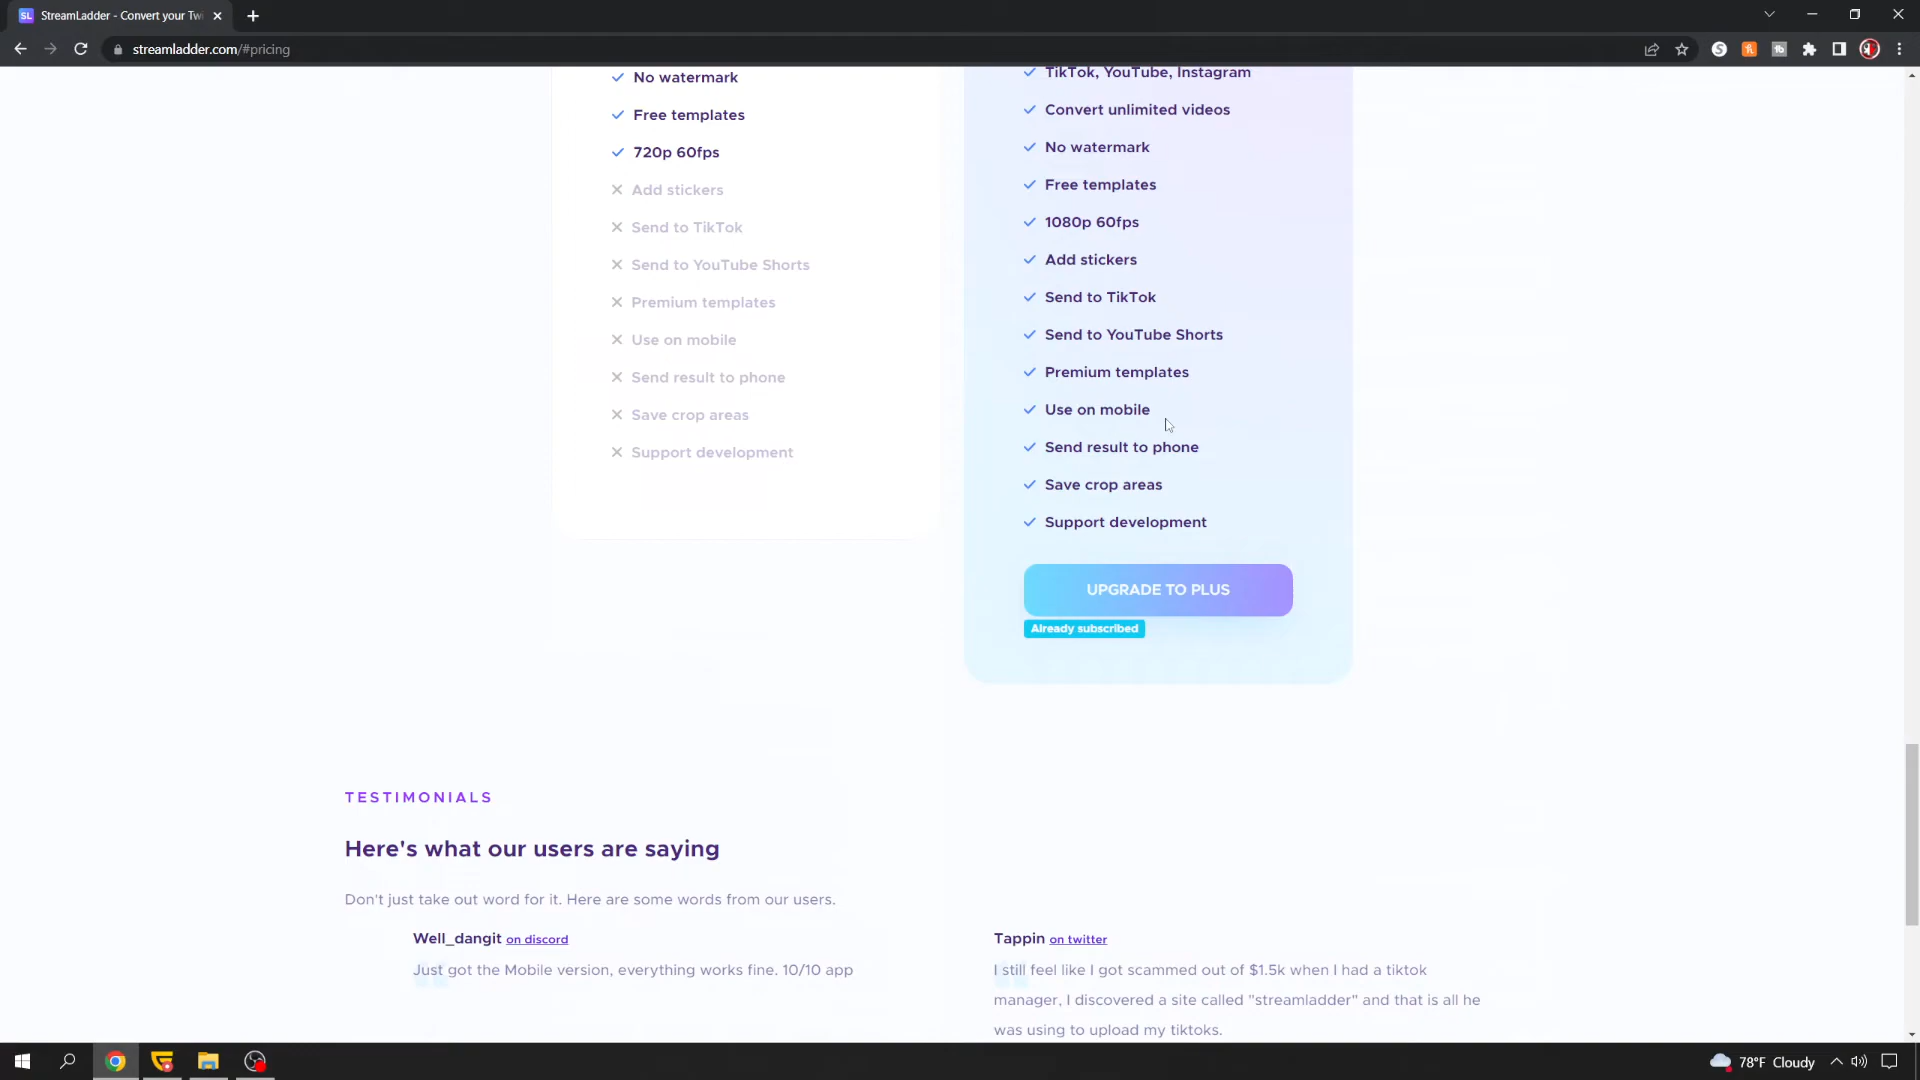 SL StreamLadder - Convert your Twi
streamladder.com/#pricing
No watermark
Free templates
720p 60fps
Add stickers
Send to TikTok
Send to YouTube Shorts
Premium templates
Use on mobile
Send result to phone
Save crop areas
Support development
TikTok, YouTube, Instagram
Convert unlimited videos
No watermark
Free templates
1080p 60fps
Add stickers
Send to TikTok
Send to YouTube Shorts
Premium templates
Use on mobile
Send result to phone
Save crop areas
Support development
UPGRADE TO PLUS
Already subscribed
TESTIMONIALS
Here's what our users are saying
Don't just take out word for it. Here are some words from our users.
Well_dangit on discord
Just got the Mobile version, everything works fine. 10/10 app
Tappin on twitter
I still feel like I got scammed out of $1.5k when I had a tiktok
manager, I discovered a site called "streamladder" and that is all he
was using to upload my tiktoks.
78°F Cloudy